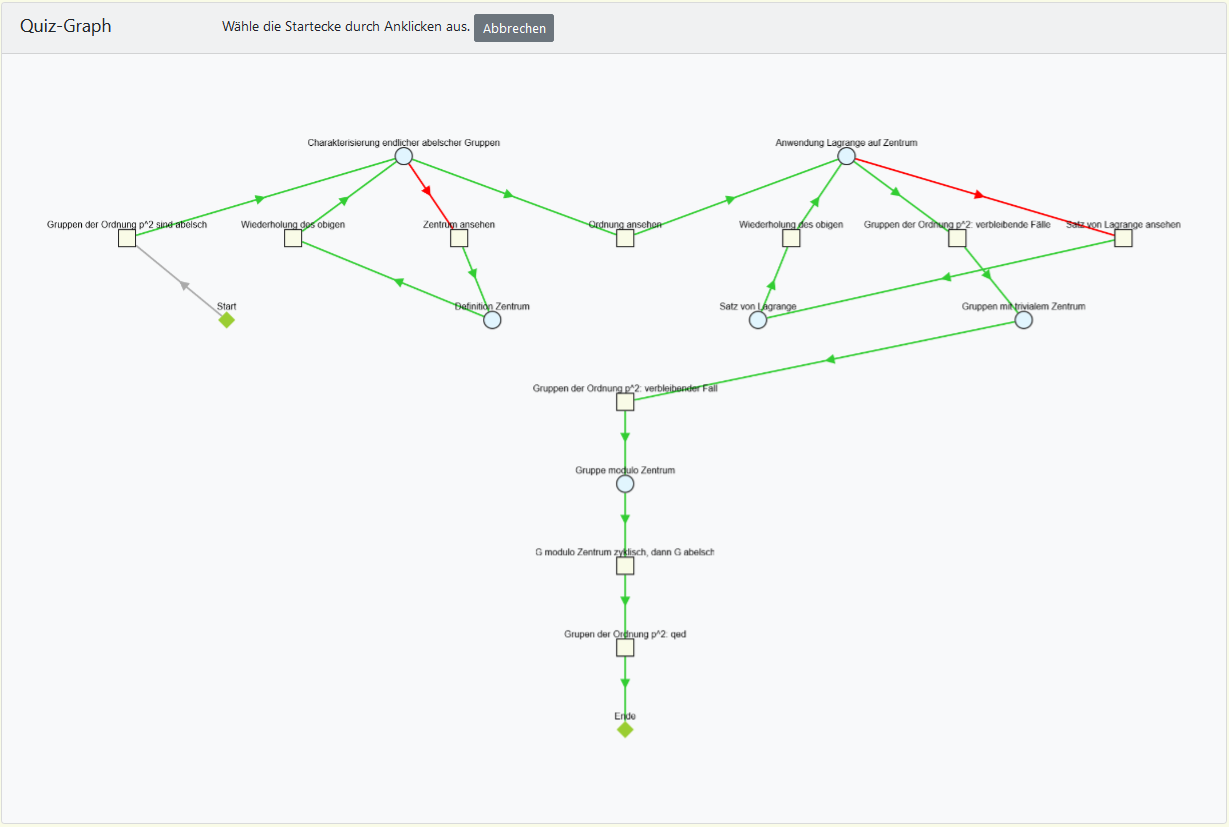 Quiz-Graph
Wähle die Startecke durch Anklicken aus. Abbrechen
Charakterisierung endlicher abelscher Gruppen
Anwendung Lagrange auf Zentrum
Gruppen der Ordnung p^2 sind abelsch
Wiederholung des obigen
Zentrum ansehen
Ordnung ansehen
Wiederholung des obigen
Gruppen der Ordnung p^2: verbleibende Fälle
Satz von Lagrange ansehen
Start
Definition Zentrum
Satz von Lagrange
Gruppen mit trivialem Zentrum
Gruppen der Ordnung p^2: verbleibender Fall
Gruppe modulo Zentrum
G modulo Zentrum zyklisch, dann G abelsch
Grupen der Ordnung p^2: qed
Ende